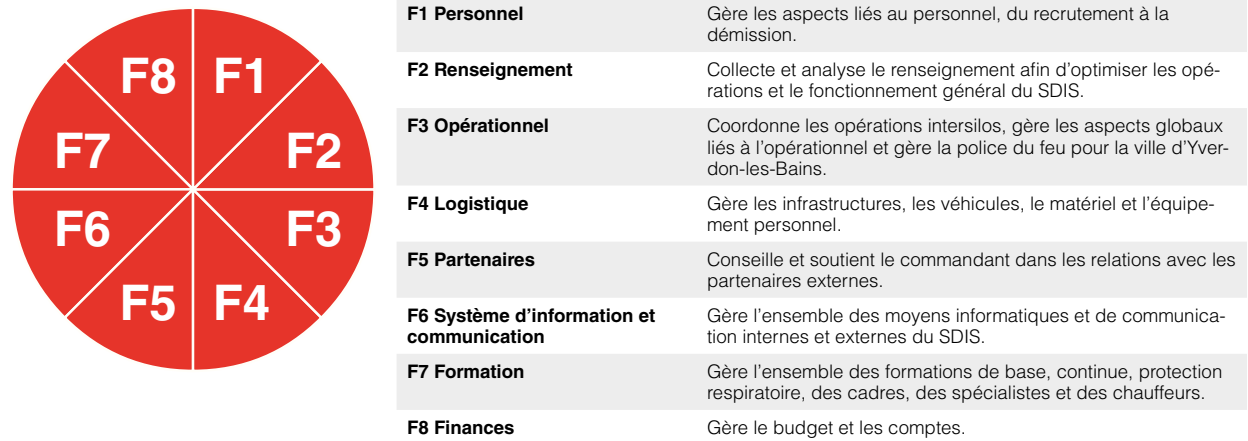 F8 F1
F7 F2
F6 F3
F5 F4
F1 Personnel
Gère les aspects liés au personnel, du recrutement à la
démission.
F2 Renseignement
Collecte et analyse le renseignement afin d'optimiser les opé-
rations et le fonctionnement général du SDIS.
F3 Opérationnel
Coordonne les opérations intersilos, gère les aspects globaux
liés à l'opérationnel et gère la police du feu pour la ville d'Yver-
don-les-Bains.
F4 Logistique
Gère les infrastructures, les véhicules, le matériel et l'équipe-
ment personnel.
F5 Partenaires
Conseille et soutient le commandant dans les relations avec les
partenaires externes.
F6 Système d'information et
communication
Gère l'ensemble des moyens informatiques et de communica-
tion internes et externes du SDIS.
F7 Formation
Gère l'ensemble des formations de base, continue, protection
respiratoire, des cadres, des spécialistes et des chauffeurs.
F8 Finances
Gère le budget et les comptes.